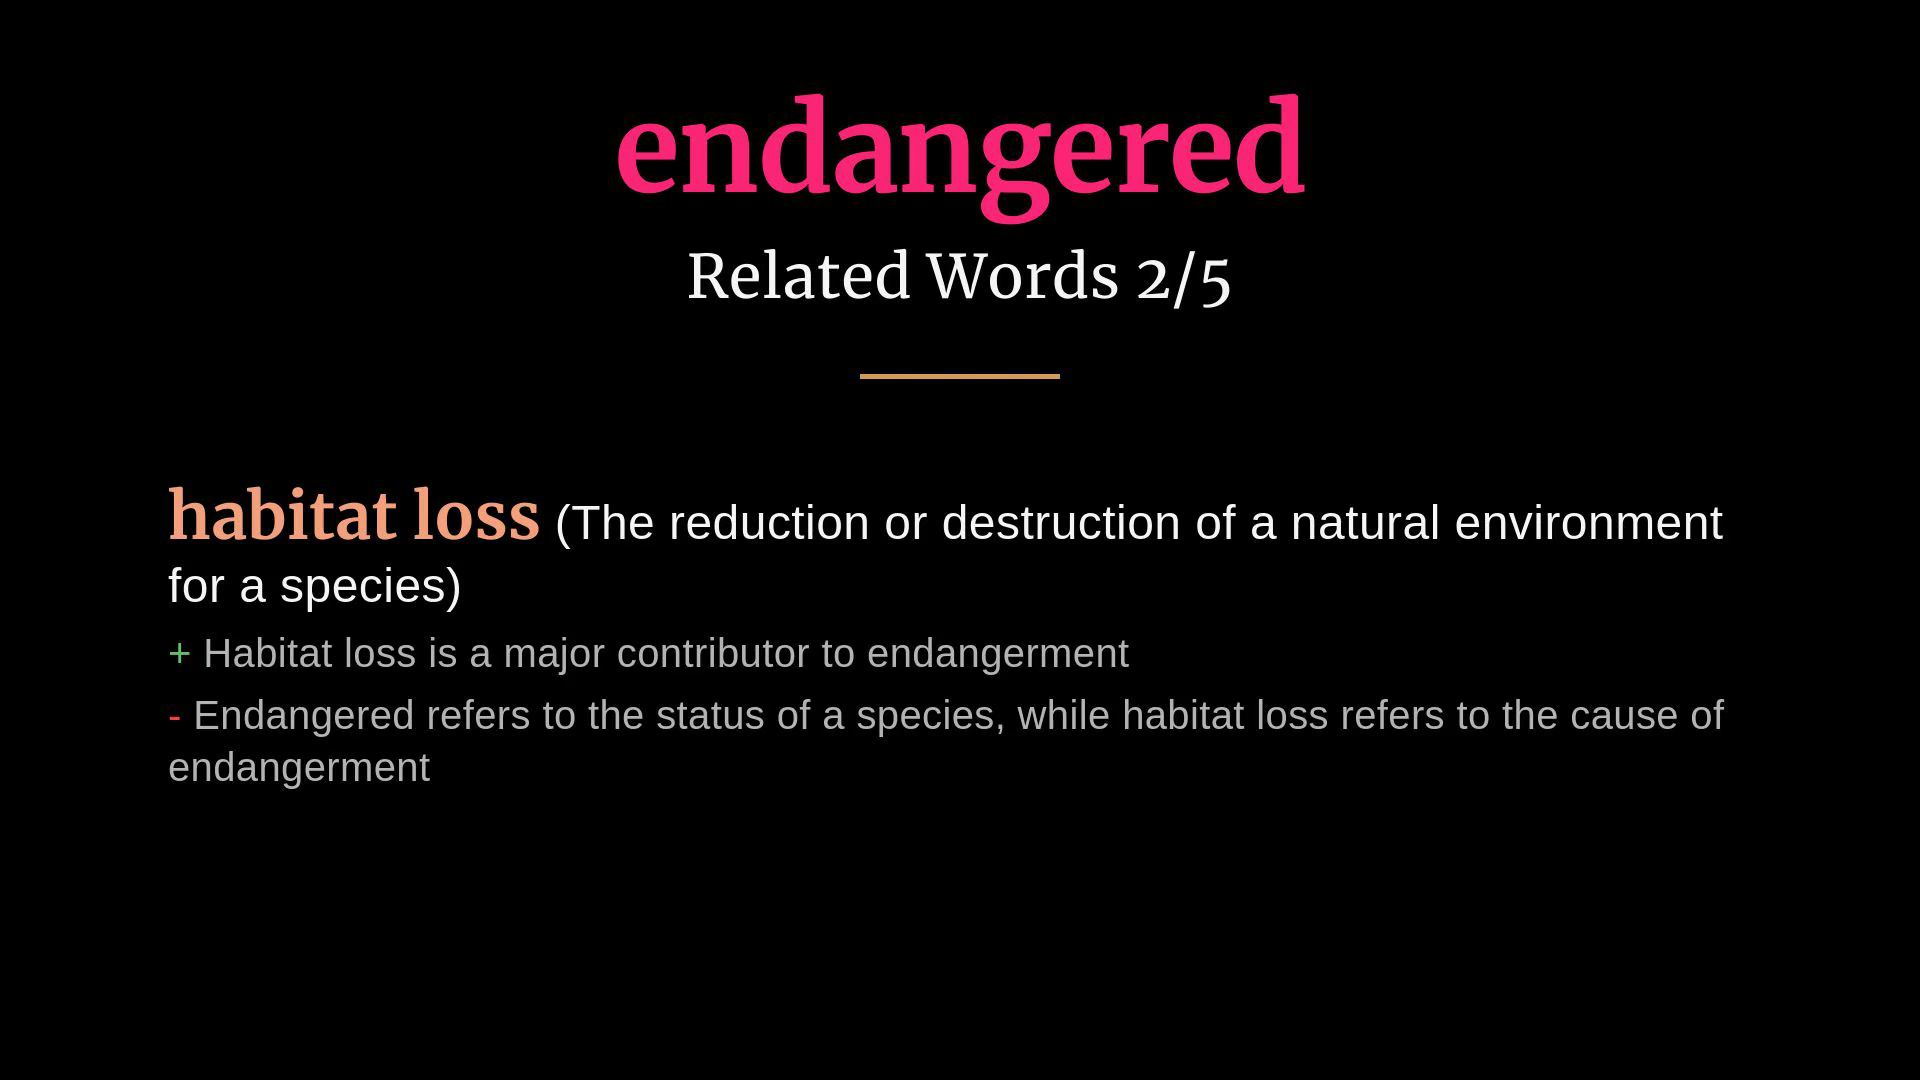 endangered
Related Words 2/5
habitat loss (The reduction or destruction of a natural environment
for a species)
+ Habitat loss is a major contributor to endangerment
- Endangered refers to the status of a species, while habitat loss refers to the cause of
endangerment